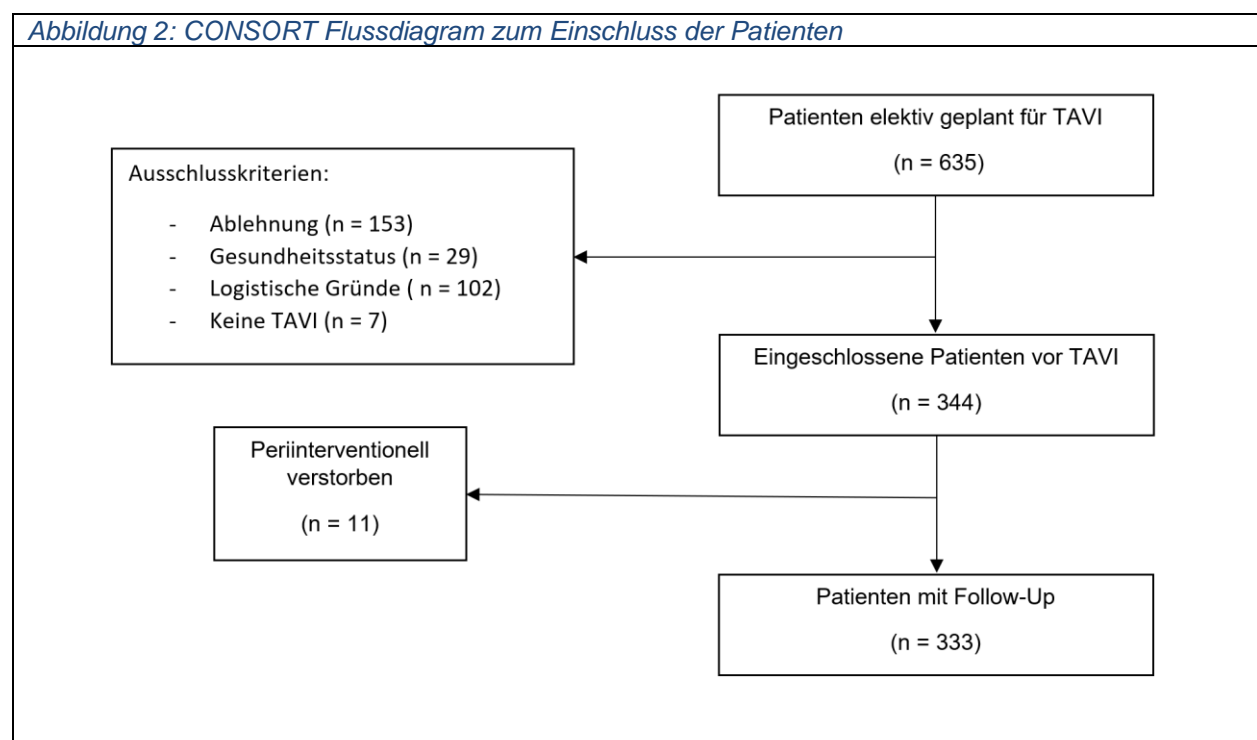 Abbildung 2: CONSORT Flussdiagram zum Einschluss der Patienten
Patienten elektiv geplant für TAVI
(n = 635)
Ausschlusskriterien:
- Ablehnung (n = 153)
- Gesundheitsstatus (n = 29)
- Logistische Gründe ( n = 102)
- Keine TAVI (n = 7)
Eingeschlossene Patienten vor TAVI
(n = 344)
Periinterventionell
verstorben
(n = 11)
Patienten mit Follow-Up
(n = 333)